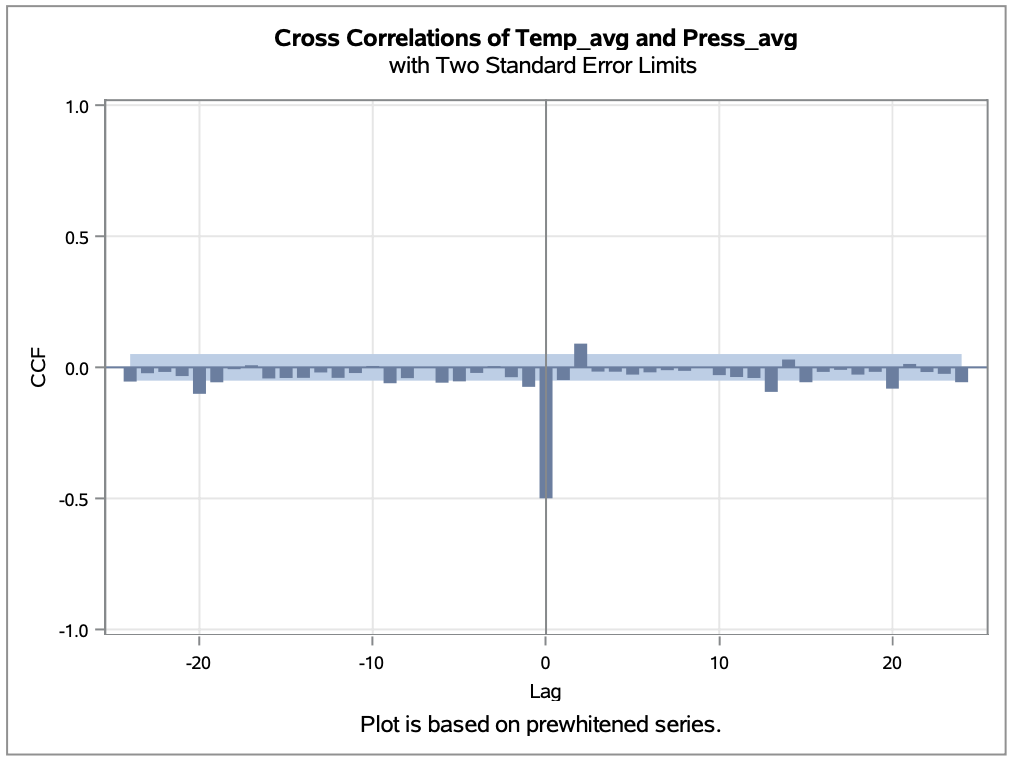 Cross Correlations of Temp_avg and Press_avg
with Two Standard Error Limits
1.0
0.5
0.0
-0.5
-1.0
CCF
-20 -10 0 10 20
Lag
Plot is based on prewhitened series.